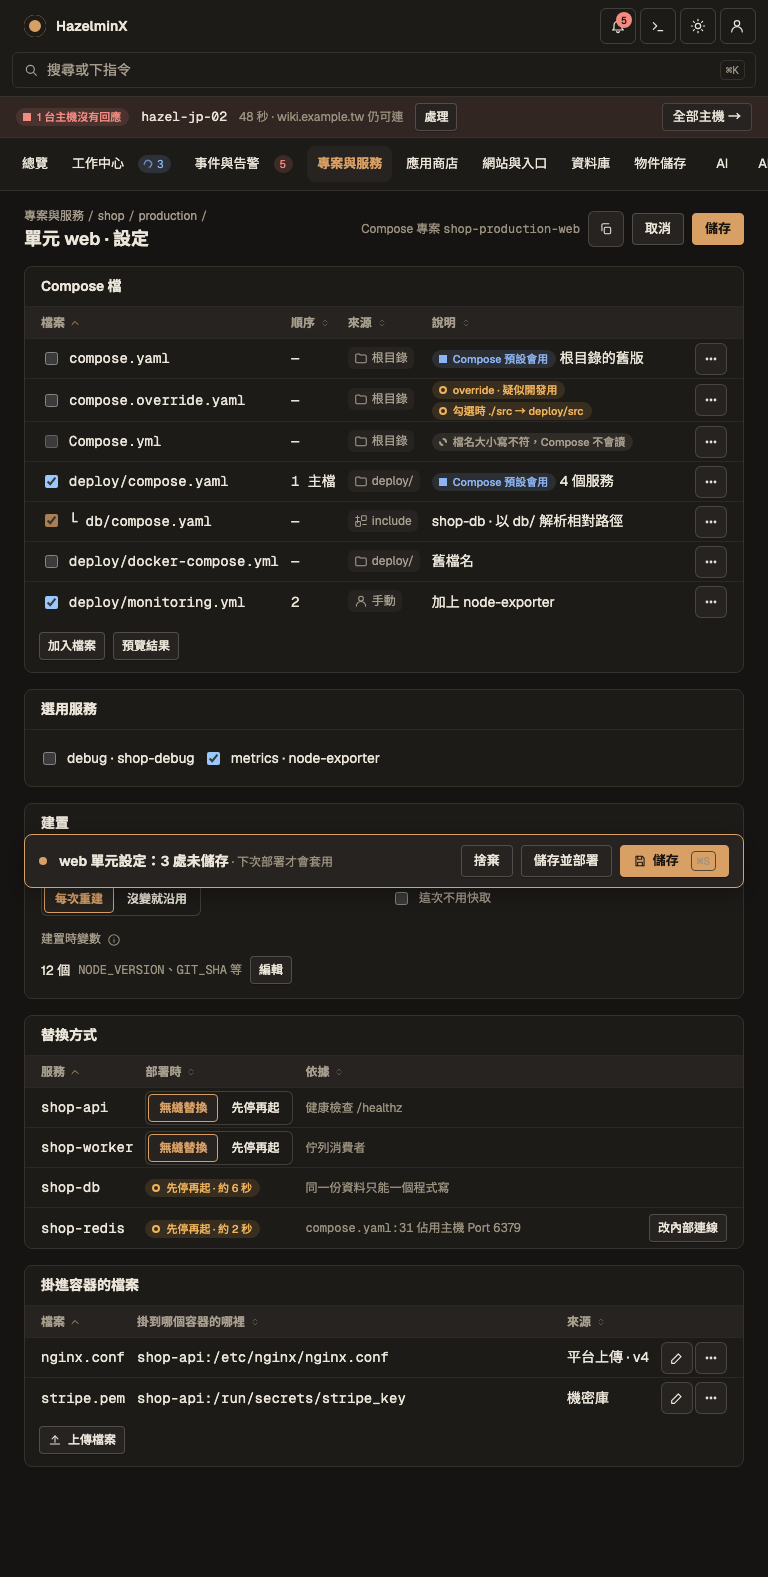 HazelminX
5
搜尋或下指令
⌘K
1 台主機沒有回應 hazel-jp-02 48 秒 · wiki.example.tw 仍可連 處理 全部主機 →
總覽 工作中心 3 事件與告警 5 專案與服務 應用商店 網站與入口 資料庫 物件儲存 AI
專案與服務 / shop / production /
單元 web · 設定
Compose 專案 shop-production-web 取消 儲存
Compose 檔
檔案 順序 來源 說明
compose.yaml — 根目錄 Compose 預設會用 根目錄的舊版
compose.override.yaml — 根目錄 override · 疑似開發用
勾選時 ./src → deploy/src
Compose.yml — 根目錄 檔名大小寫不符，Compose 不會讀
deploy/compose.yaml 1 主檔 deploy/ Compose 預設會用 4 個服務
└ db/compose.yaml — include shop-db · 以 db/ 解析相對路徑
deploy/docker-compose.yml — deploy/ 舊檔名
deploy/monitoring.yml 2 手動 加上 node-exporter
加入檔案 預覽結果
選用服務
debug · shop-debug metrics · node-exporter
建置
web 單元設定：3 處未儲存 · 下次部署才會套用 捨棄 儲存並部署 儲存 ⌘S
每次重建 沒變就沿用 這次不用快取
建置時變數
12 個 NODE_VERSION、GIT_SHA 等 編輯
替換方式
服務 部署時 依據
shop-api 無縫替換 先停再起 健康檢查 /healthz
shop-worker 無縫替換 先停再起 佇列消費者
shop-db 先停再起 · 約 6 秒 同一份資料只能一個程式寫
shop-redis 先停再起 · 約 2 秒 compose.yaml:31 佔用主機 Port 6379 改內部連線
掛進容器的檔案
檔案 掛到哪個容器的哪裡 來源
nginx.conf shop-api:/etc/nginx/nginx.conf 平台上傳 · v4
stripe.pem shop-api:/run/secrets/stripe_key 機密庫
上傳檔案